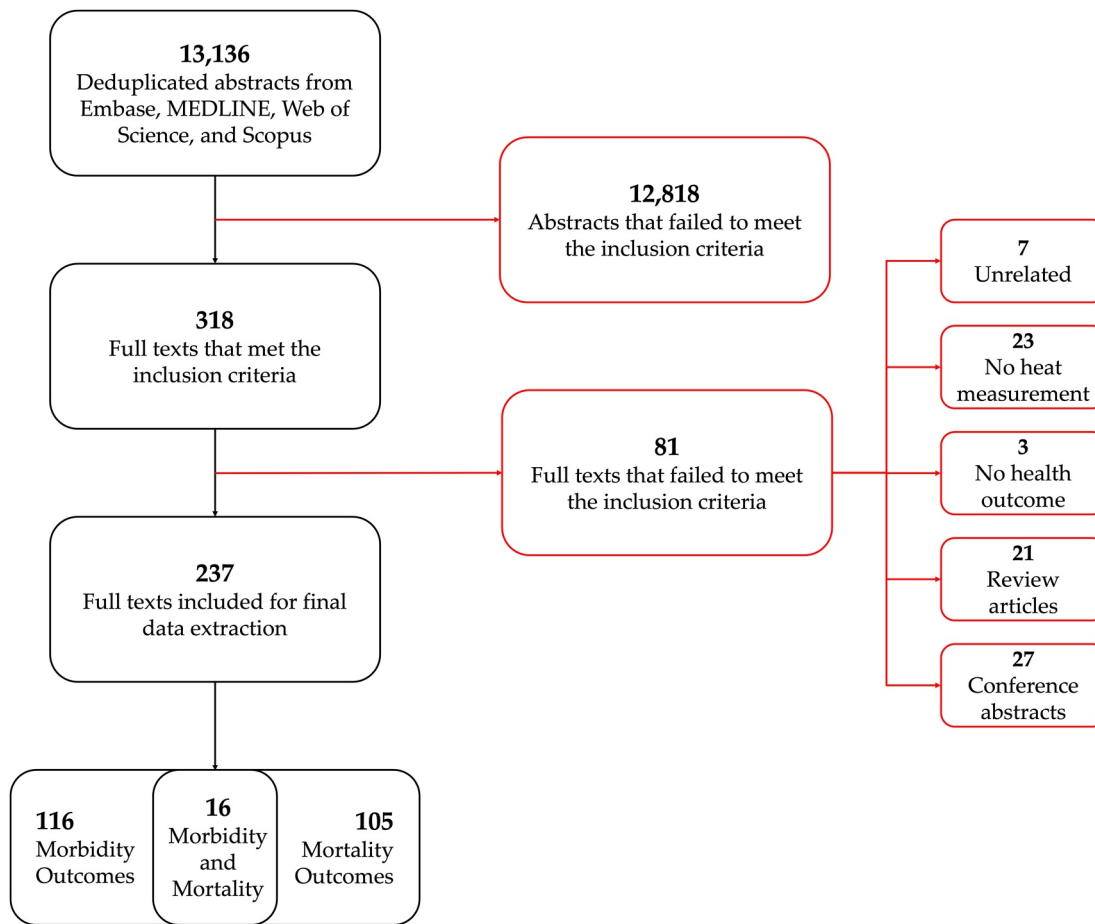 13,136
Deduplicated abstracts from
Embase, MEDLINE, Web of
Science, and Scopus
12,818
Abstracts that failed to meet
the inclusion criteria
318
Full texts that met the
inclusion criteria
81
Full texts that failed to meet
the inclusion criteria
7
Unrelated
23
No heat
measurement
3
No health
outcome
21
Review
articles
27
Conference
abstracts
237
Full texts included for final
data extraction
116
Morbidity
Outcomes
16
Morbidity
and
Mortality
105
Mortality
Outcomes